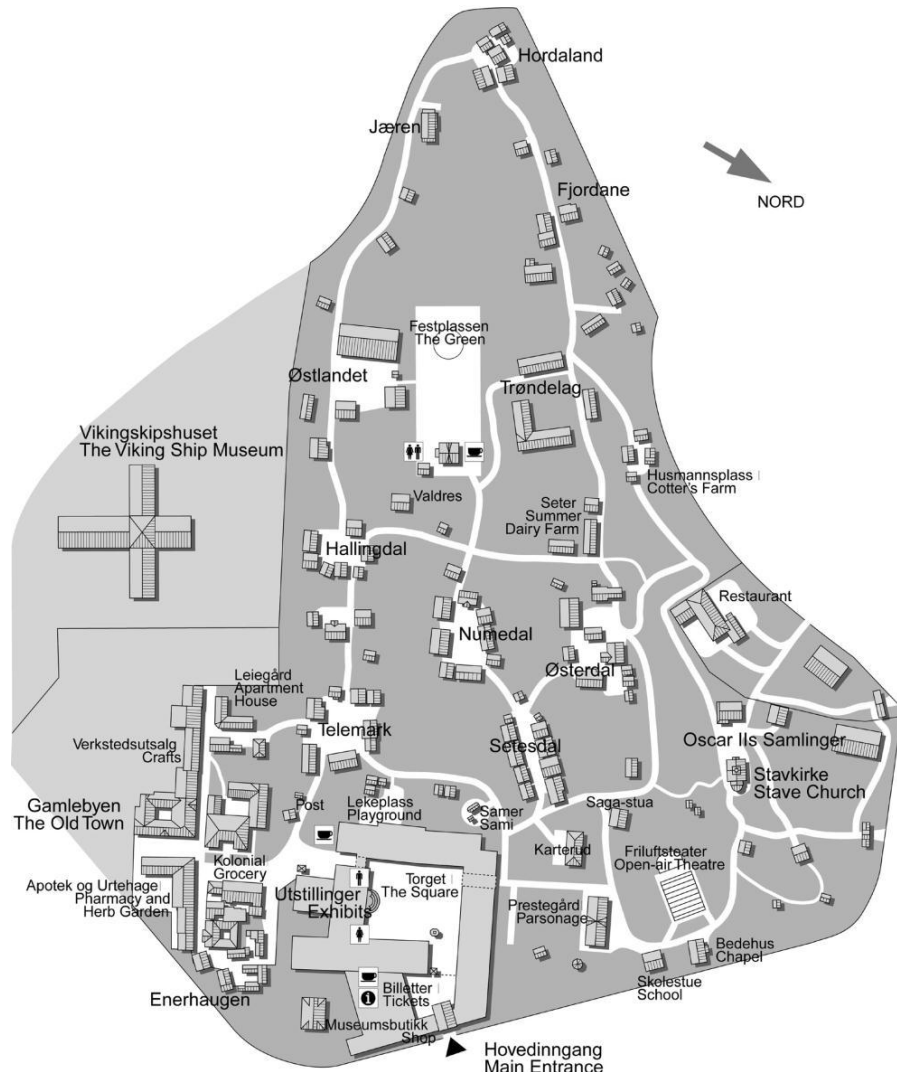 Hordaland
Jæren
NORD
Fjordane
Festplassen
The Green
Østlandet
Trøndelag
Vikingskipshuset
The Viking Ship Museum
Husmannsplass
Cotter's Farm
Valdres
Seter
Summer
Dairy Farm
Hallingdal
Restaurant
Numedal
Østerdal
Leiegård
Apartment
House
Telemark
Setesdal
Oscar IIs Samlinger
Verkstedsutsalg
Crafts
Stavkirke
Stave Church
Gamlebyen
The Old Town
Post
Lekeplass
Playground
Samer
Sami
Saga-stua
Karterud
Friluftsteater
Open-air Theatre
Kolonial
Grocery
Apotek og Urtehage
Pharmacy and
Herb Garden
Utstillinger
Exhibits
Torget
The Square
Prestegård
Parsonage
Bedehus
Chapel
Skolestue
School
Enerhaugen
Billetter
Tickets
Museumsbutikk
Shop
Hovedinngang
Main Entrance